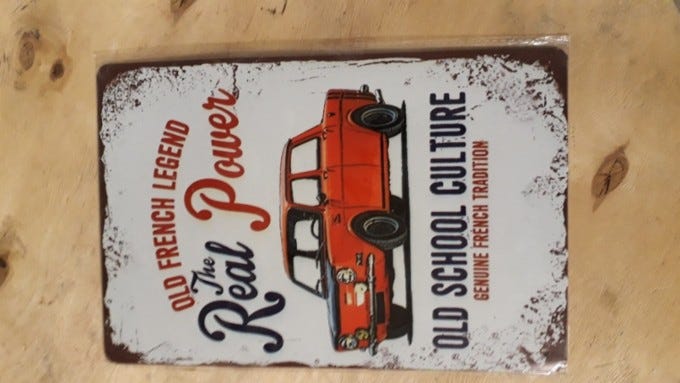 OLD FRENCH LEGEND
The
Real Power
OLD SCHOOL CULTURE
GENUINE FRENCH TRADITION